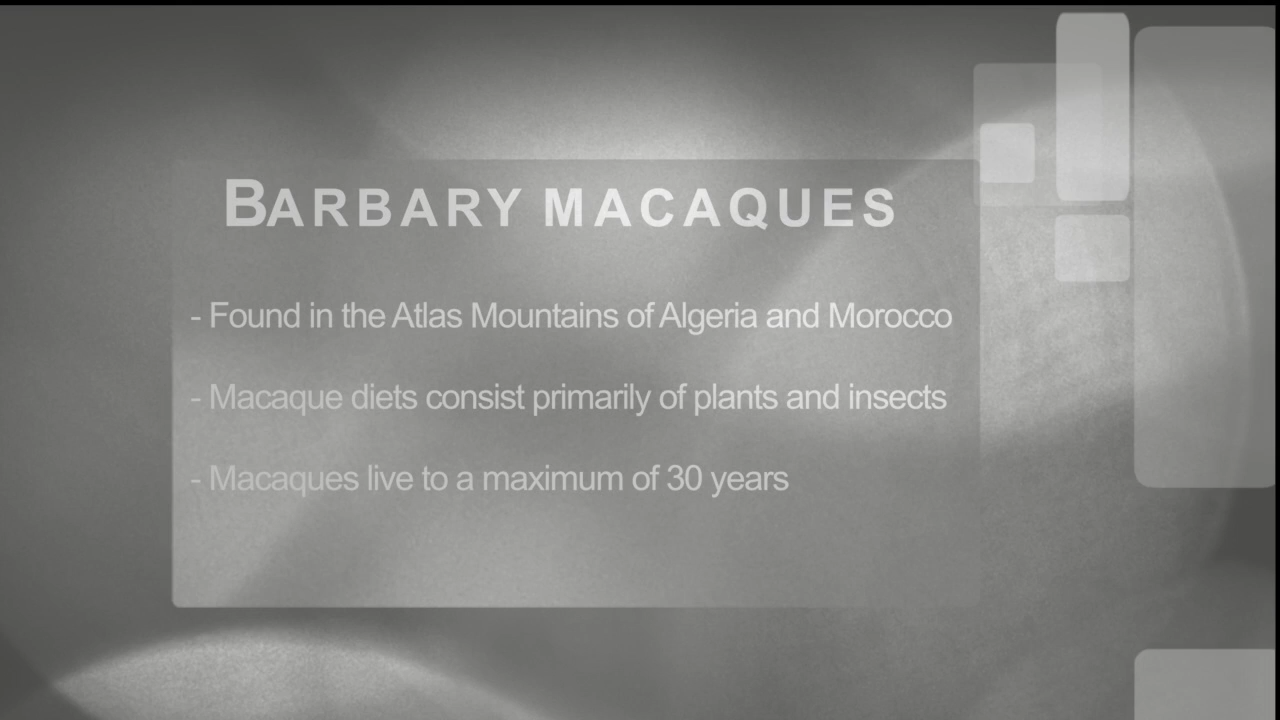 BARBARY MACAQUES
- Found in the Atlas Mountains of Algeria and Morocco
- Macaque diets consist primarily of plants and insects
- Macaques live to a maximum of 30 years